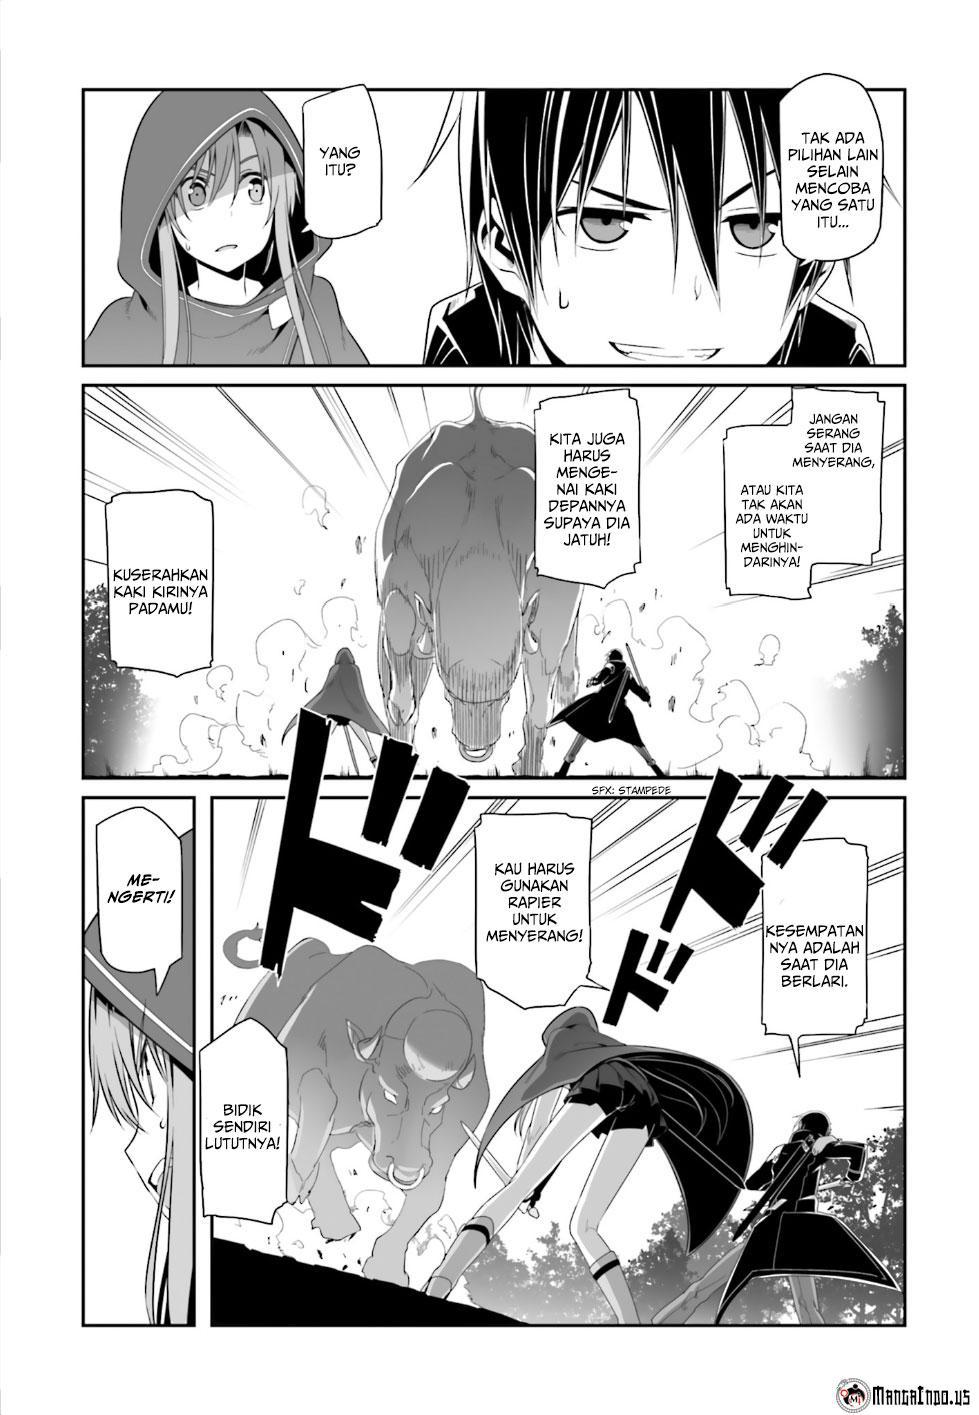 TAK ADA
PILIHAN LAIN
SELAIN
MENCOBA
YANG SATU
ITU...
YANG
ITU?
JANGAN
SERANG
SAAT DIA
MENYERANG,
ATAU KITA
TAK AKAN
ADA WAKTU
UNTUK
MENGHIN-
DARINYA!
KITA JUGA
HARUS
MENGE-
NAI KAKI
DEPANNYA
SUPAYA DIA
JATUH!
KUSERAHKAN
KAKI KIRINYA
PADAMU!
SFX: STAMPEDE
ドドド
KESEMPATAN
NYA ADALAH
SAAT DIA
BERLARI.
KAU HARUS
GUNAKAN
RAPIER
UNTUK
MENYERANG!
BIDIK
SENDIRI
LUTUTNYA!
ME-
NGERTI!
MangaIndo.us